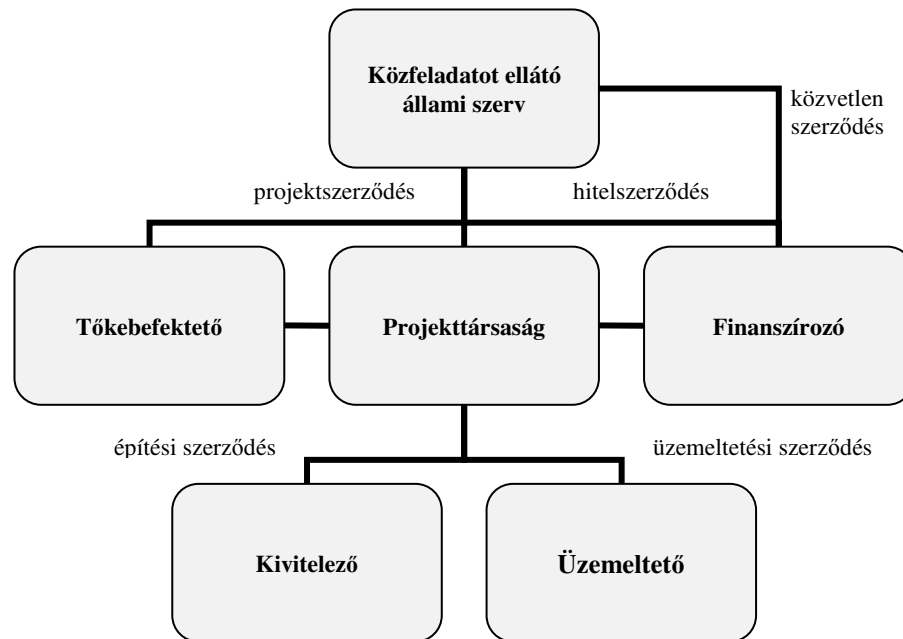 Közfeladatot ellátó
állami szerv
közvetlen
szerződés
projektszerződés
hitelszerződés
Tőkebefektető
Projekttársaság
Finanszírozó
építési szerződés
üzemeltetési szerződés
Kivitelező
Üzemeltető